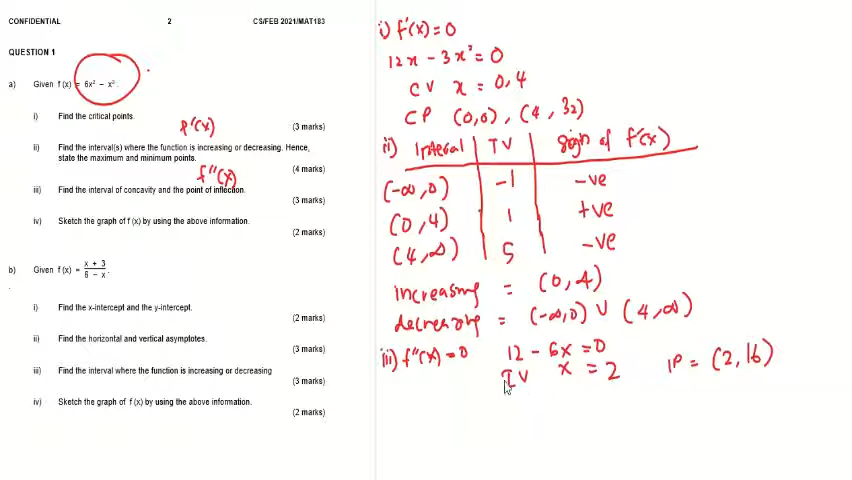 CONFIDENTIAL 2 CS/FEB 2021/MAT183
QUESTION 1
a) Given f (x) = 6x² − x³.
i) Find the critical points.
f'(x)
(3 marks)
ii) Find the interval(s) where the function is increasing or decreasing. Hence,
state the maximum and minimum points.
(4 marks)
f''(x)
iii) Find the interval of concavity and the point of inflection.
(3 marks)
iv) Sketch the graph of f (x) by using the above information.
(2 marks)
b) Given f (x) = (x + 3)/(6 − x).
i) Find the x-intercept and the y-intercept.
(2 marks)
ii) Find the horizontal and vertical asymptotes.
(3 marks)
iii) Find the interval where the function is increasing or decreasing
(3 marks)
iv) Sketch the graph of f (x) by using the above information.
(2 marks)
i) f'(x) = 0
12x − 3x² = 0
CV x = 0, 4
CP (0,0), (4, 32)
ii) Interval TV Sign of f'(x)
(-∞, 0) -1 -ve
(0, 4) 1 +ve
(4, ∞) 5 -ve
increasing = (0, 4)
decreasing = (-∞, 0) ∪ (4, ∞)
iii) f''(x) = 0 12 − 6x = 0
IV x = 2 IP = (2, 16)